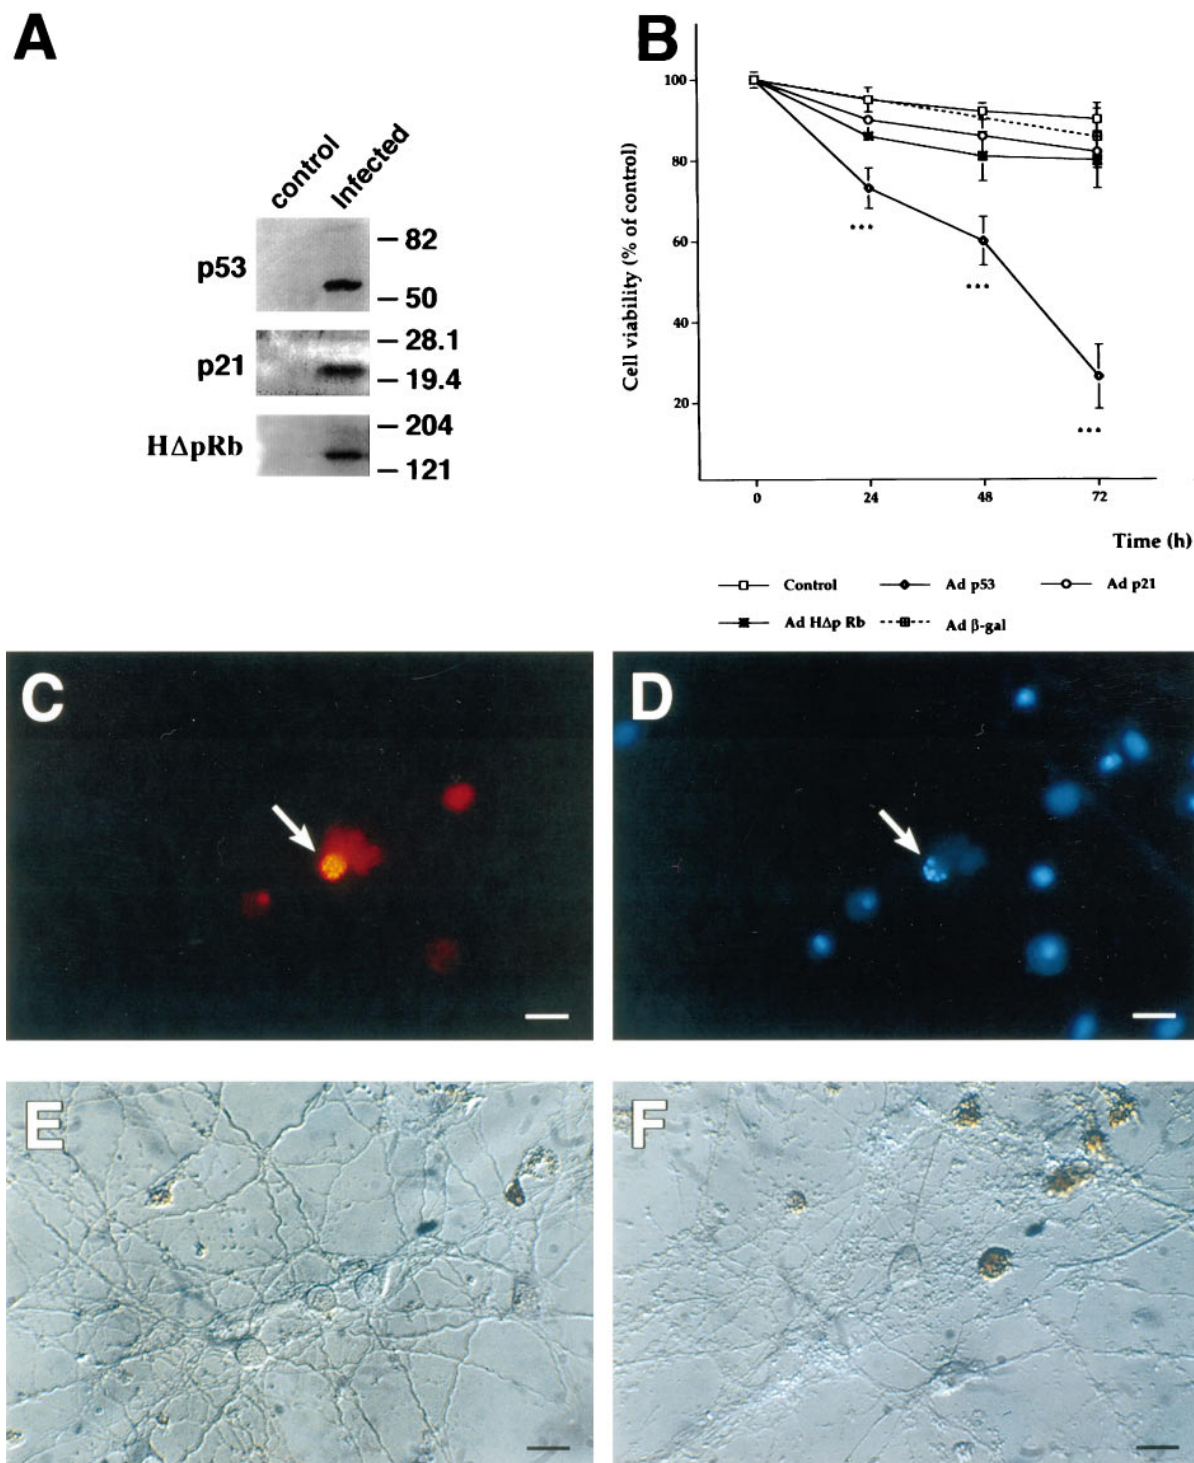 A
control
Infected
p53
82
50
p21
28.1
19.4
HΔpRb
204
121
B
Cell viability (% of control)
100
80
60
40
20
***
***
***
0
24
48
72
Time (h)
Control
Ad p53
Ad p21
Ad HΔp Rb
Ad β-gal
C
D
E
F